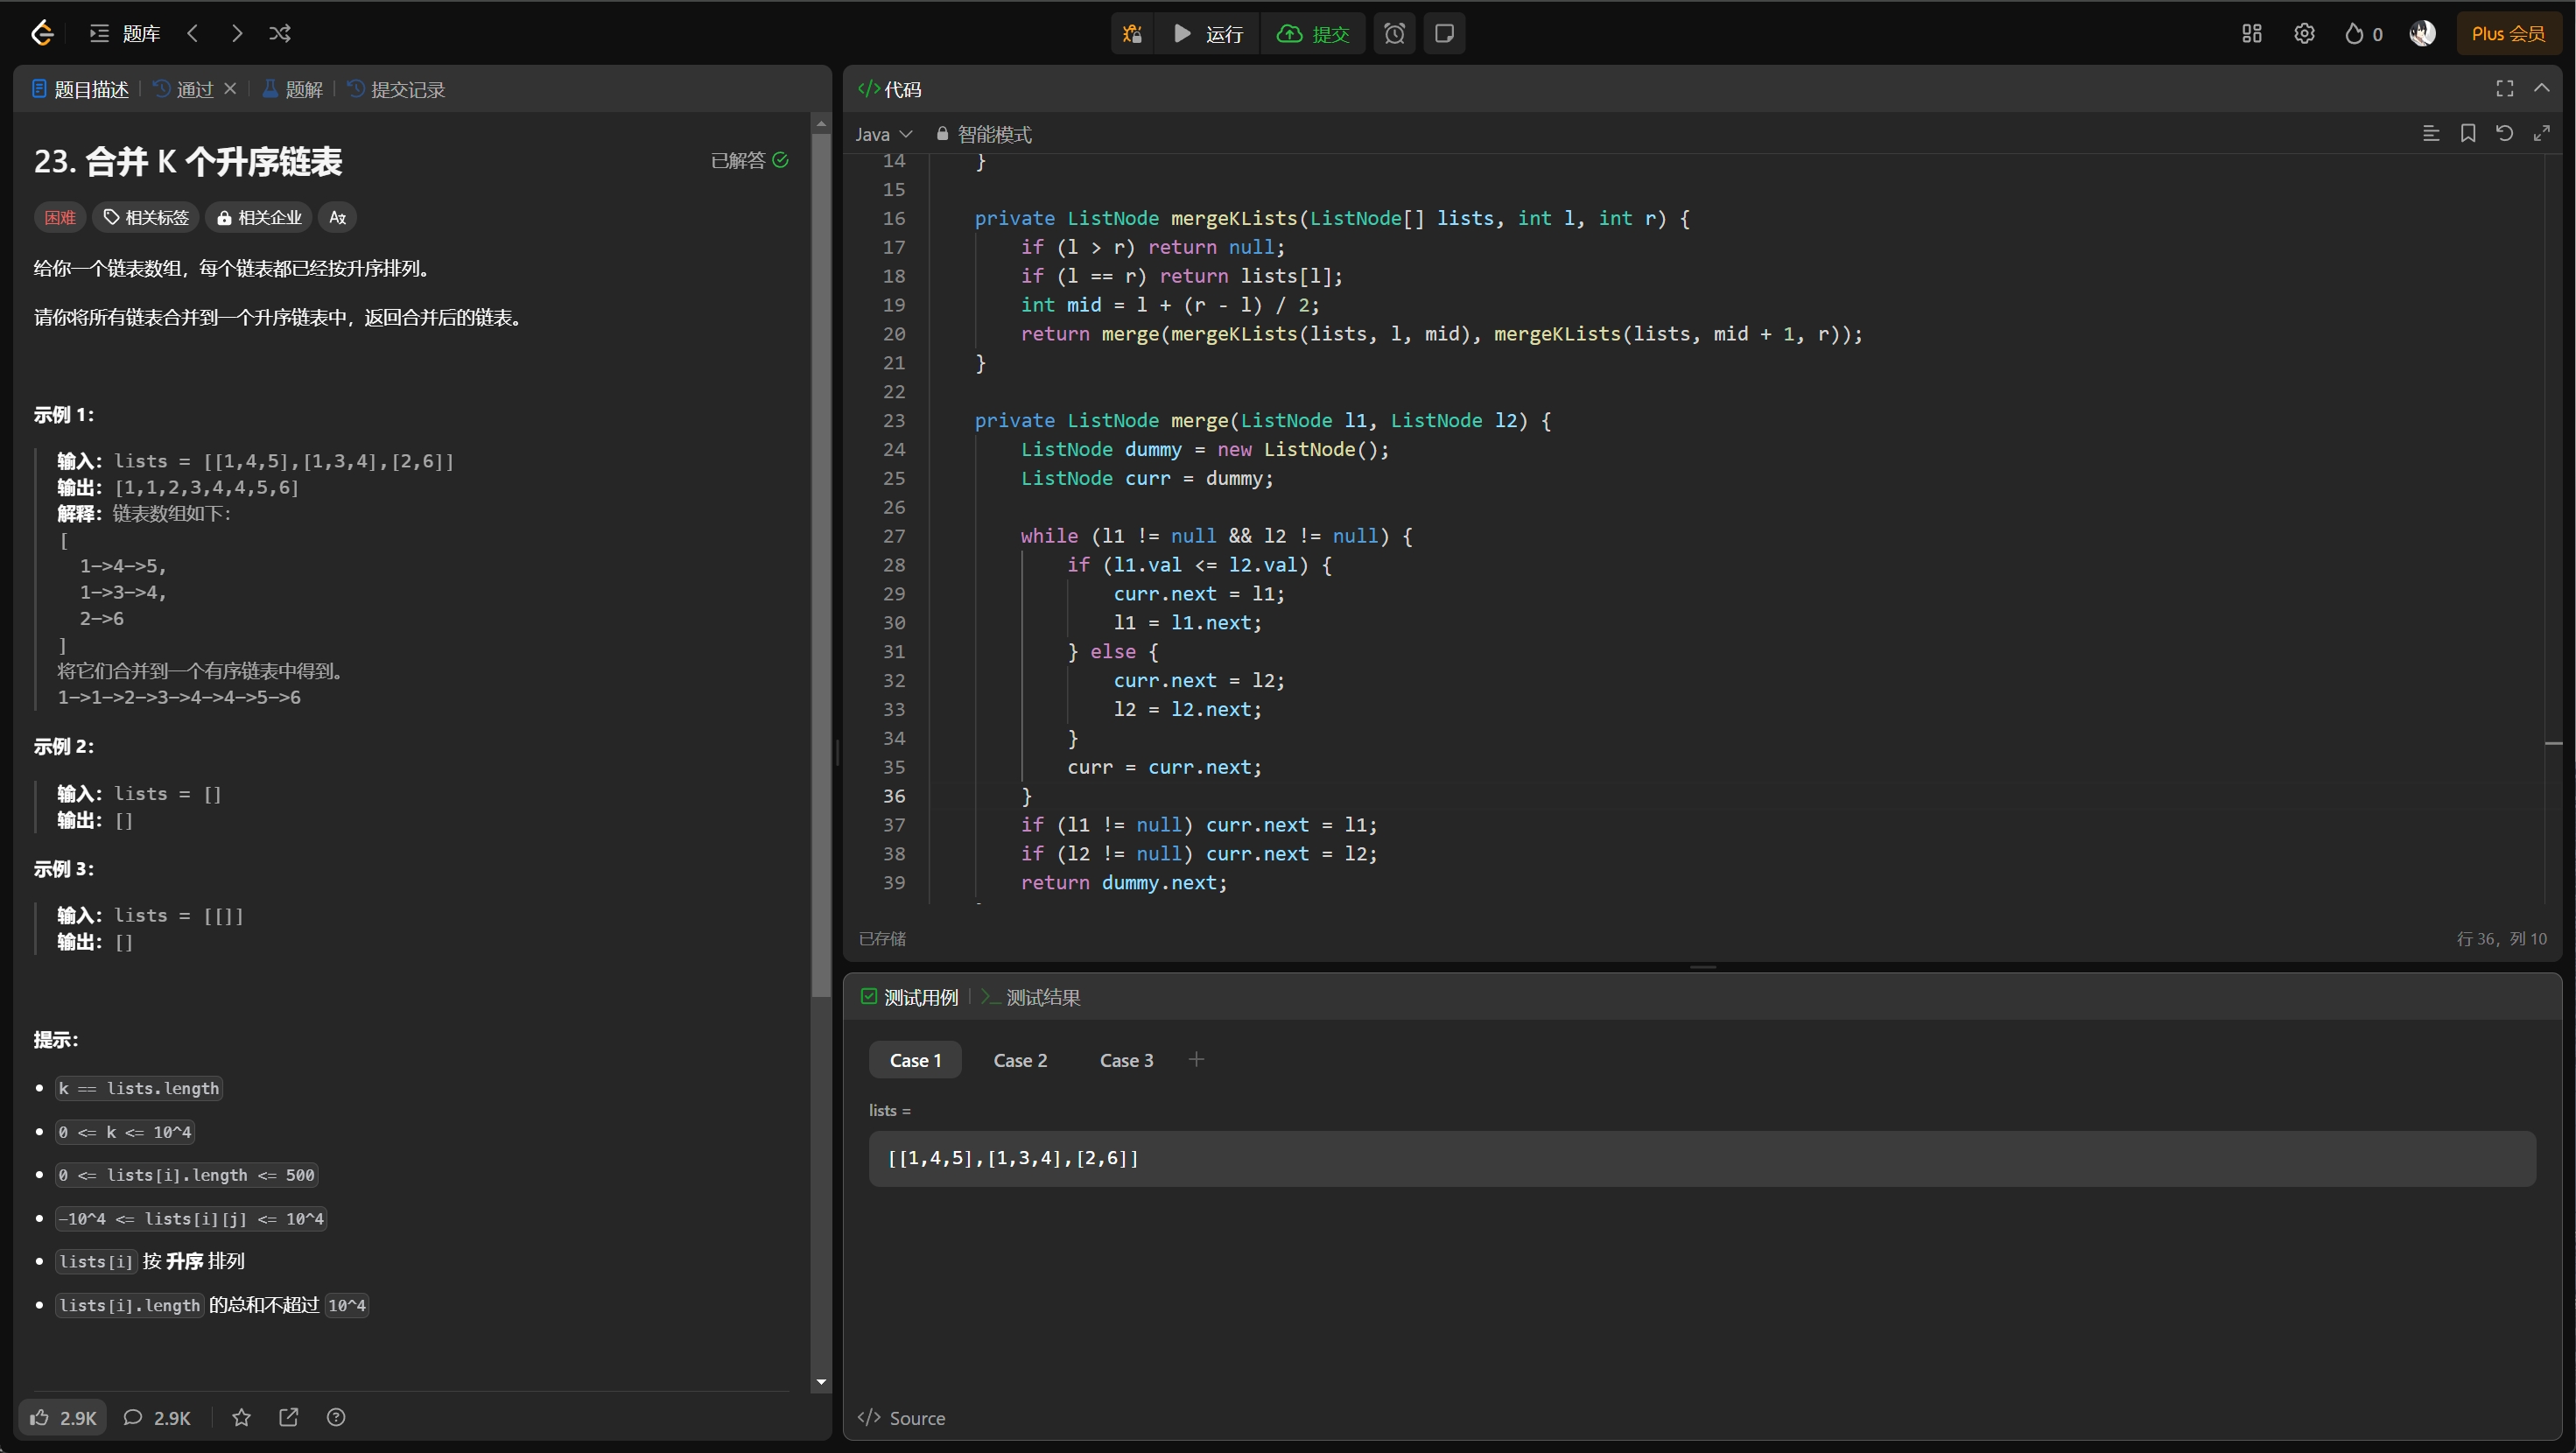 题库
运行
提交
0
Plus 会员
题目描述
通过
题解
提交记录
23. 合并 K 个升序链表
已解答
困难
相关标签
相关企业
给你一个链表数组，每个链表都已经按升序排列。
请你将所有链表合并到一个升序链表中，返回合并后的链表。
示例 1：
输入：lists = [[1,4,5],[1,3,4],[2,6]]
输出：[1,1,2,3,4,4,5,6]
解释：链表数组如下：
[
  1->4->5,
  1->3->4,
  2->6
]
将它们合并到一个有序链表中得到。
1->1->2->3->4->4->5->6
示例 2：
输入：lists = []
输出：[]
示例 3：
输入：lists = [[]]
输出：[]
提示：
k == lists.length
0 <= k <= 10^4
0 <= lists[i].length <= 500
-10^4 <= lists[i][j] <= 10^4
lists[i] 按 升序 排列
lists[i].length 的总和不超过 10^4
2.9K
2.9K
</> 代码
Java
智能模式
14     }
15
16     private ListNode mergeKLists(ListNode[] lists, int l, int r) {
17         if (l > r) return null;
18         if (l == r) return lists[l];
19         int mid = l + (r - l) / 2;
20         return merge(mergeKLists(lists, l, mid), mergeKLists(lists, mid + 1, r));
21     }
22
23     private ListNode merge(ListNode l1, ListNode l2) {
24         ListNode dummy = new ListNode();
25         ListNode curr = dummy;
26
27         while (l1 != null && l2 != null) {
28             if (l1.val <= l2.val) {
29                 curr.next = l1;
30                 l1 = l1.next;
31             } else {
32                 curr.next = l2;
33                 l2 = l2.next;
34             }
35             curr = curr.next;
36         }
37         if (l1 != null) curr.next = l1;
38         if (l2 != null) curr.next = l2;
39         return dummy.next;
已存储
行 36，列 10
测试用例
测试结果
Case 1
Case 2
Case 3
lists =
[[1,4,5],[1,3,4],[2,6]]
</> Source